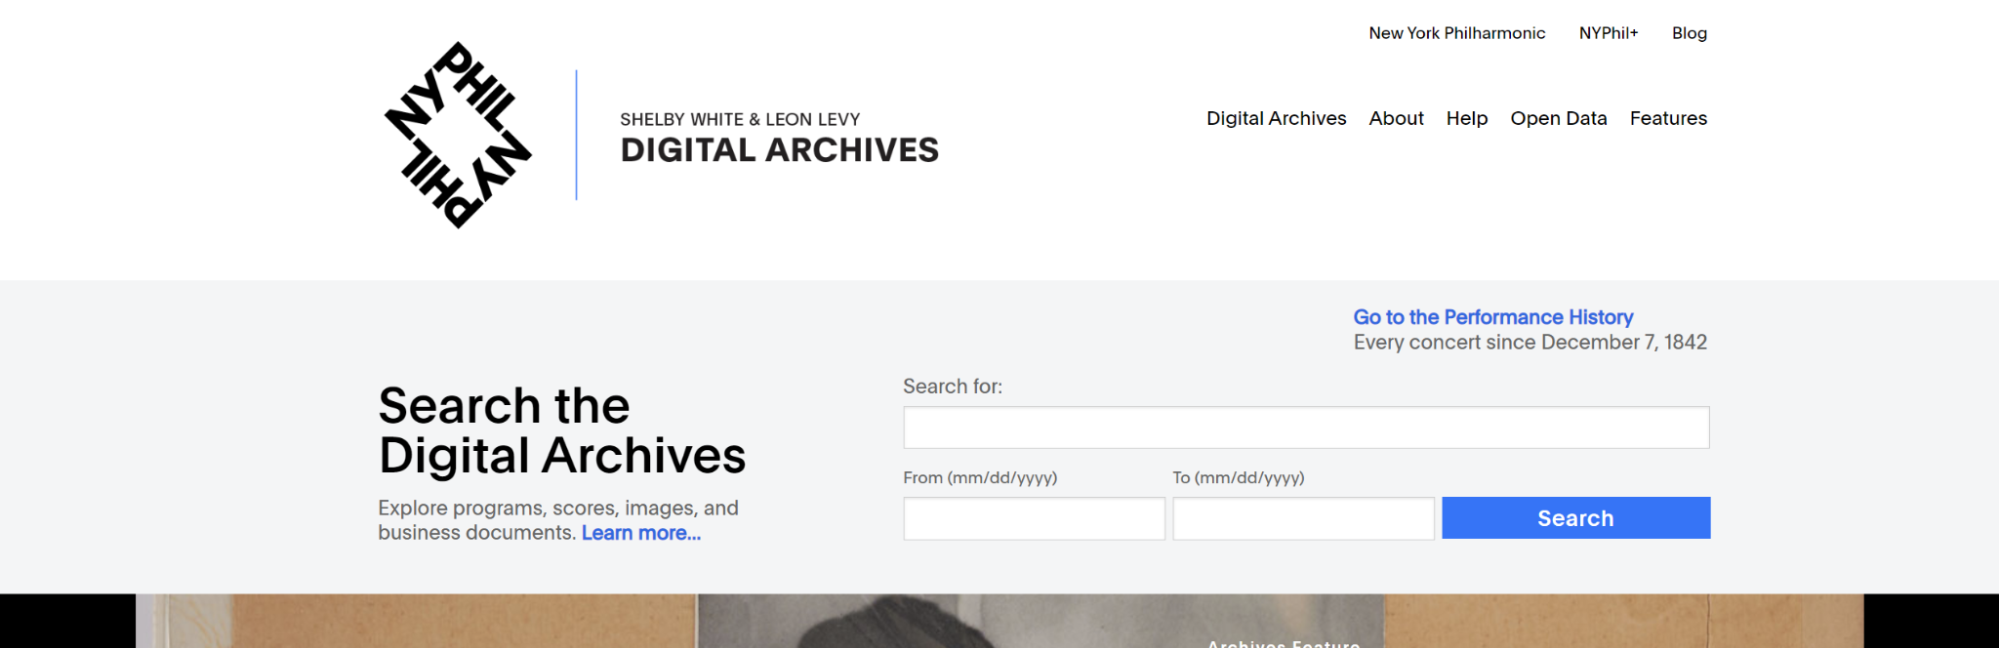 New York Philharmonic NYPhil+ Blog
NY PHIL NY PHIL
SHELBY WHITE & LEON LEVY
DIGITAL ARCHIVES
Digital Archives About Help Open Data Features
Go to the Performance History
Every concert since December 7, 1842
Search the
Digital Archives
Explore programs, scores, images, and
business documents. Learn more...
Search for:
From (mm/dd/yyyy) To (mm/dd/yyyy)
Search
Archives Feature